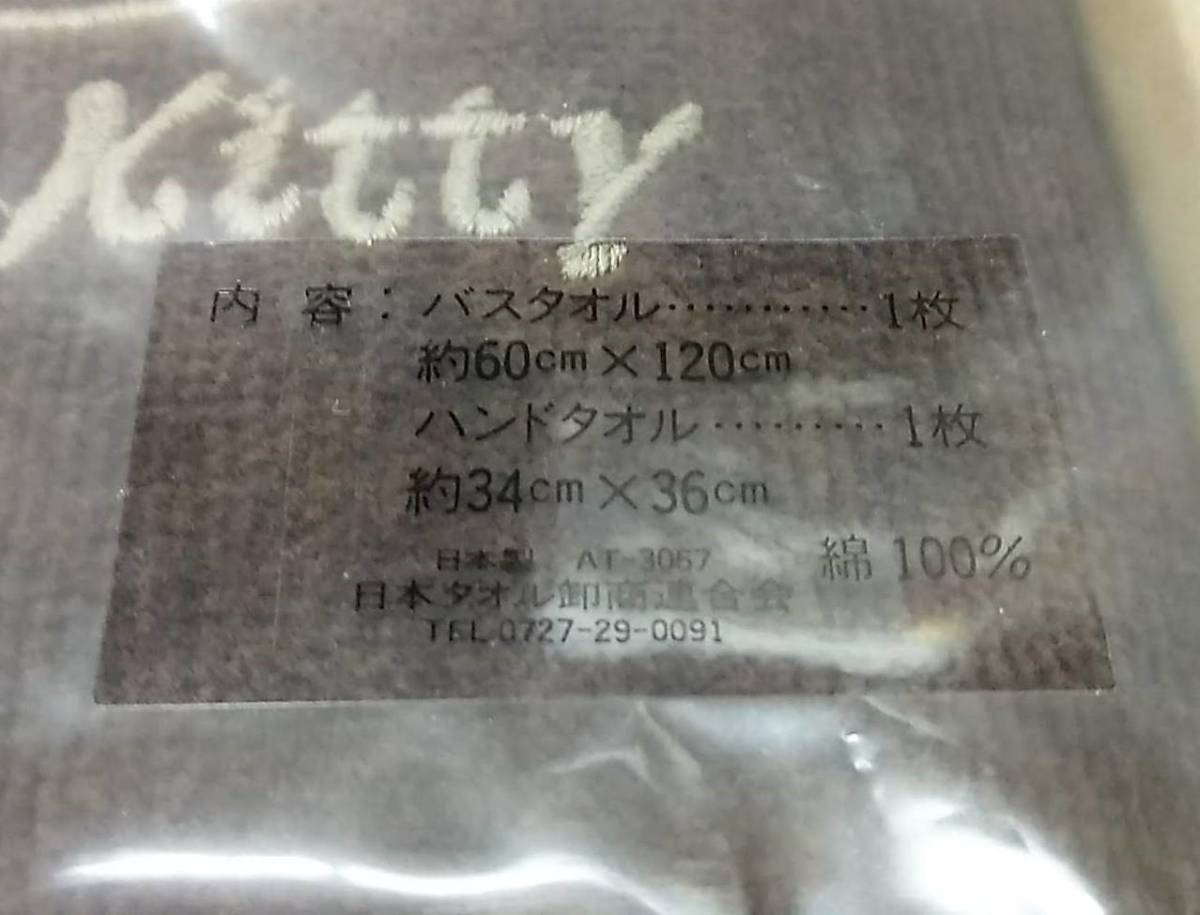 Kitty
内容：バスタオル…………1枚
約60cm×120cm
ハンドタオル………1枚
約34cm×36cm
綿 100%
日本製 AT-3067
日本タオル卸商連合会
TEL.0727-29-0091